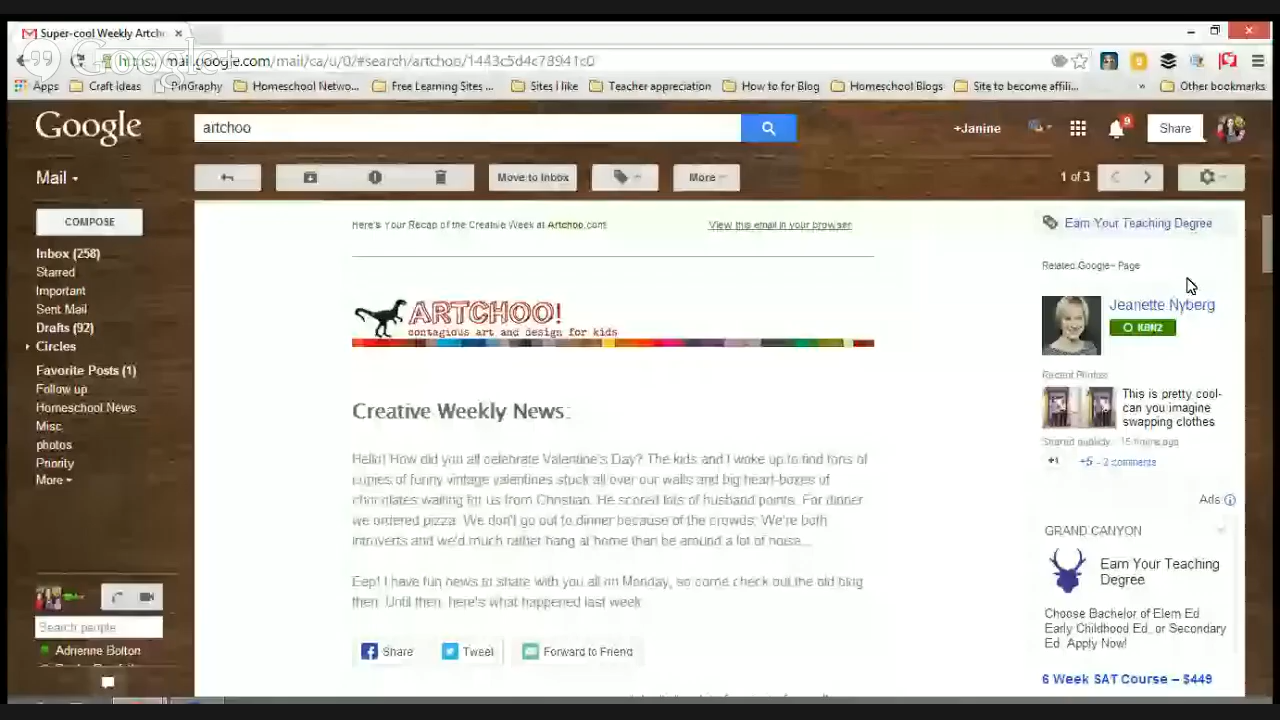 Super-cool Weekly Artch
Google+
https://mail.google.com/mail/ca/u/0/#search/artchoo/1443c5d4c78941c0
Apps Craft Ideas PinGraphy Homeschool Netwo... Free Learning Sites ... Sites I like Teacher appreciation How to for Blog Homeschool Blogs Site to become affili... » Other bookmarks
Google
artchoo
+Janine
9
Share
Mail
Move to Inbox
More
1 of 3
COMPOSE
Inbox (258)
Starred
Important
Sent Mail
Drafts (92)
Circles
Favorite Posts (1)
Follow up
Homeschool News
Misc
photos
Priority
More
Search people
Adrienne Bolton
Here's Your Recap of the Creative Week at Artchoo.com!
View this email in your browser
ARTCHOO!
contagious art and design for kids
Creative Weekly News:
Hello! How did you all celebrate Valentine's Day? The kids and I woke up to find tons of
copies of funny vintage valentines stuck all over our walls and big heart-boxes of
chocolates waiting for us from Christian. He scored lots of husband points. For dinner
we ordered pizza. We don't go out to dinner because of the crowds. We're both
introverts and we'd much rather hang at home than be around a lot of noise...
Eep! I have fun news to share with you all on Monday, so come check out the old blog
then. Until then, here's what happened last week.
Share
Tweet
Forward to Friend
Earn Your Teaching Degree
Related Google+ Page
Jeanette Nyberg
Recent Photos
This is pretty cool-
can you imagine
swapping clothes
Shared publicly - 15 hours ago
+1 +5 - 2 comments
Ads
GRAND CANYON
Earn Your Teaching
Degree
Choose Bachelor of Elem Ed
Early Childhood Ed, or Secondary
Ed. Apply Now!
6 Week SAT Course – $449